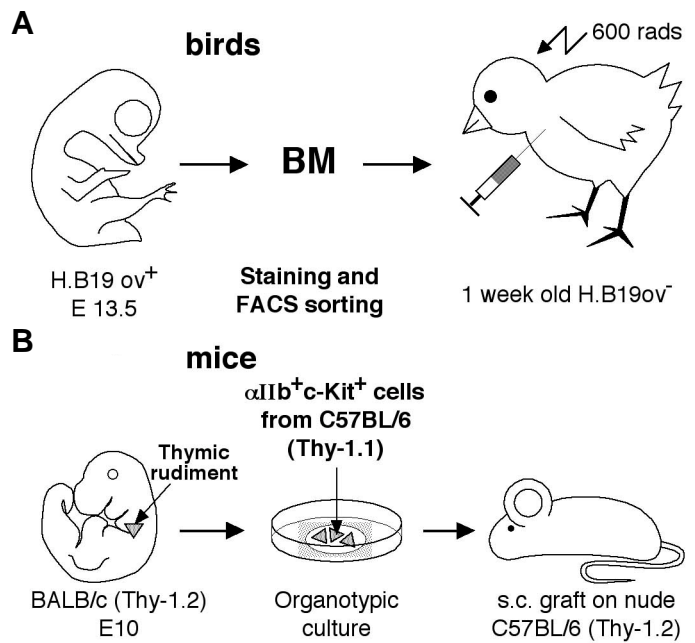 A
birds
600 rads
BM
H.B19 ov+
E 13.5
Staining and
FACS sorting
1 week old H.B19ov-
B
mice
αIIb+c-Kit+ cells
from C57BL/6
(Thy-1.1)
Thymic
rudiment
BALB/c (Thy-1.2)
E10
Organotypic
culture
s.c. graft on nude
C57BL/6 (Thy-1.2)